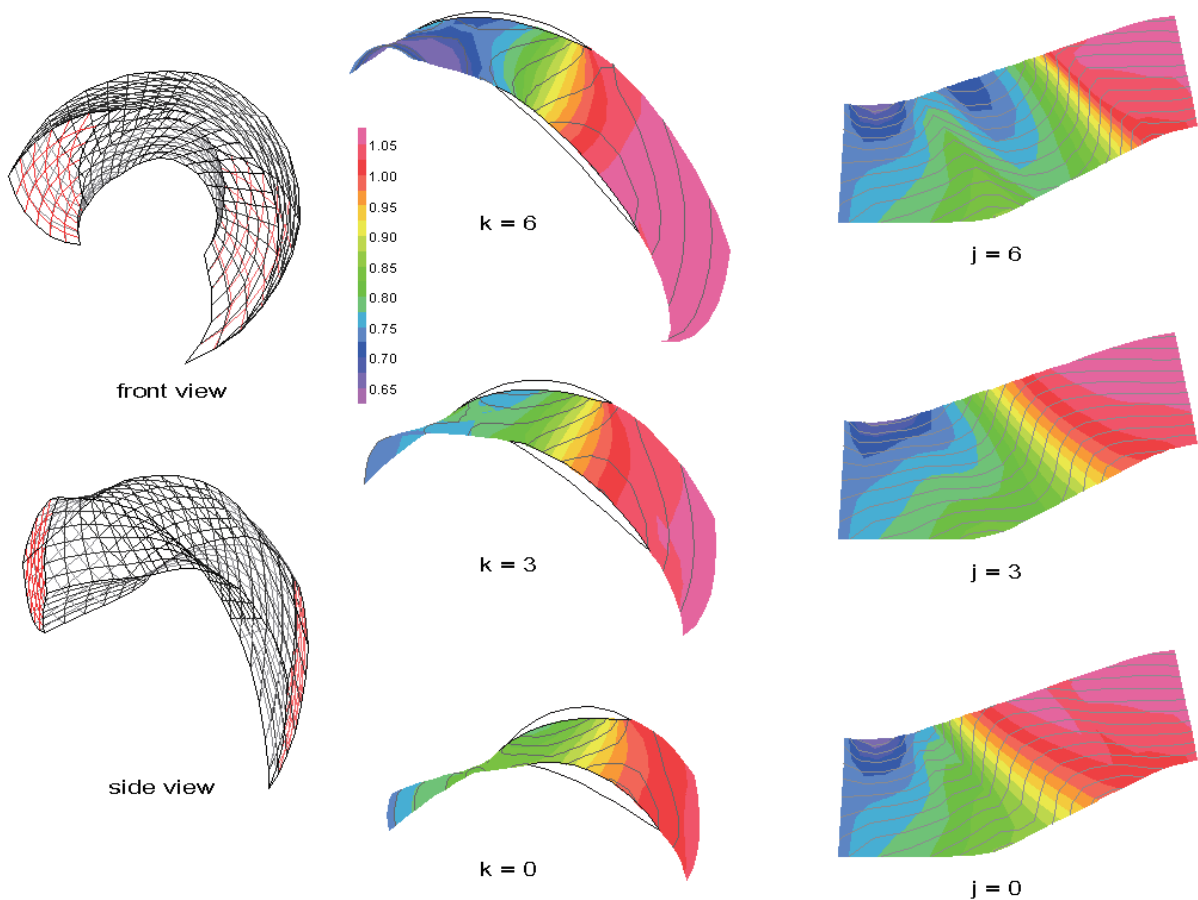 front view
side view
1.05
1.00
0.95
0.90
0.85
0.80
0.75
0.70
0.65
k = 6
k = 3
k = 0
j = 6
j = 3
j = 0